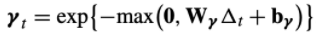 γ_t = exp{−max(0, W_γ Δ_t + b_γ)}